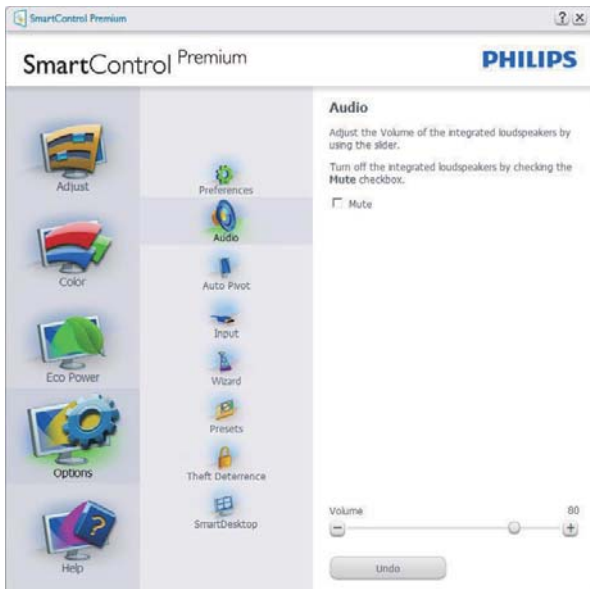 SmartControl Premium
SmartControl Premium
PHILIPS
Adjust
Color
Eco Power
Options
Help
Preferences
Audio
Auto Pivot
Input
Wizard
Presets
Theft Deterrence
SmartDesktop
Audio
Adjust the Volume of the integrated loudspeakers by
using the slider.
Turn off the integrated loudspeakers by checking the
Mute checkbox.
Mute
Volume 80
Undo